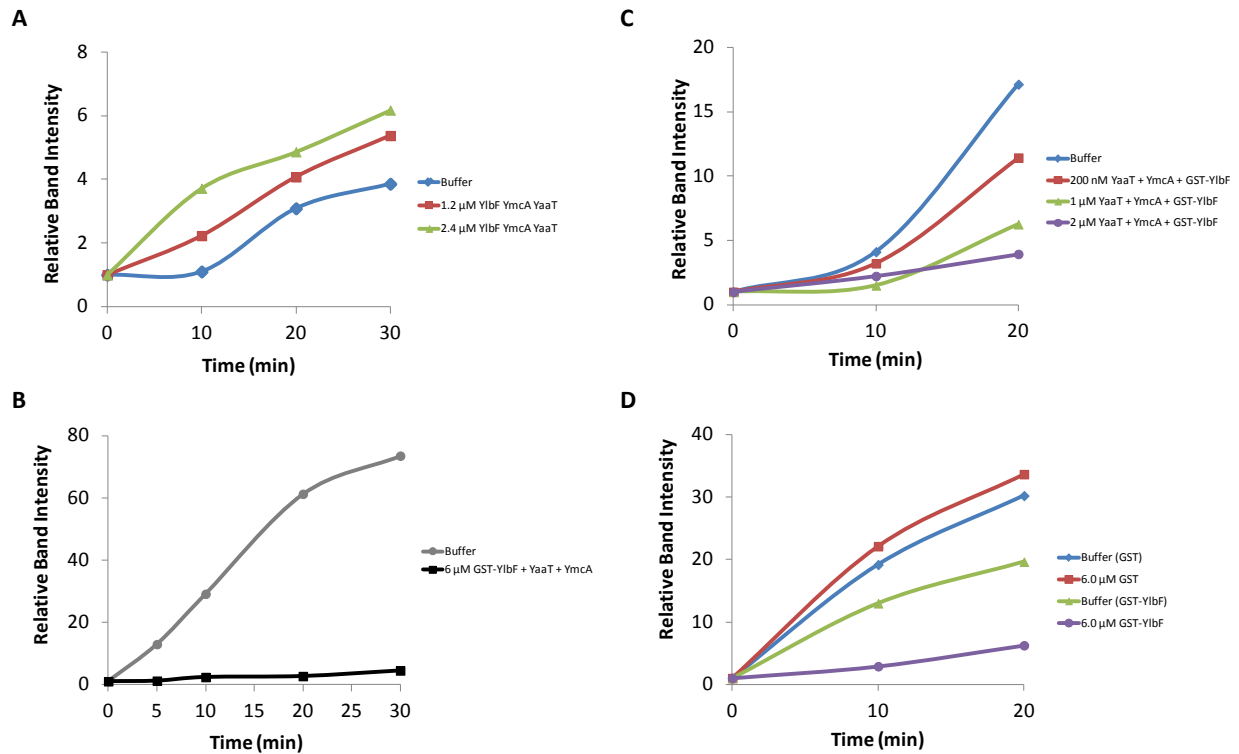 A
Relative Band Intensity
8
6
4
2
0
0 10 20 30
Time (min)
Buffer
1.2 µM YlbF YmcA YaaT
2.4 µM YlbF YmcA YaaT
B
Relative Band Intensity
80
60
40
20
0
0 5 10 15 20 25 30
Time (min)
Buffer
6 µM GST-YlbF + YaaT + YmcA
C
Relative Band Intensity
20
15
10
5
0
0 10 20
Time (min)
Buffer
200 nM YaaT + YmcA + GST-YlbF
1 µM YaaT + YmcA + GST-YlbF
2 µM YaaT + YmcA + GST-YlbF
D
Relative Band Intensity
40
30
20
10
0
0 10 20
Time (min)
Buffer (GST)
6.0 µM GST
Buffer (GST-YlbF)
6.0 µM GST-YlbF